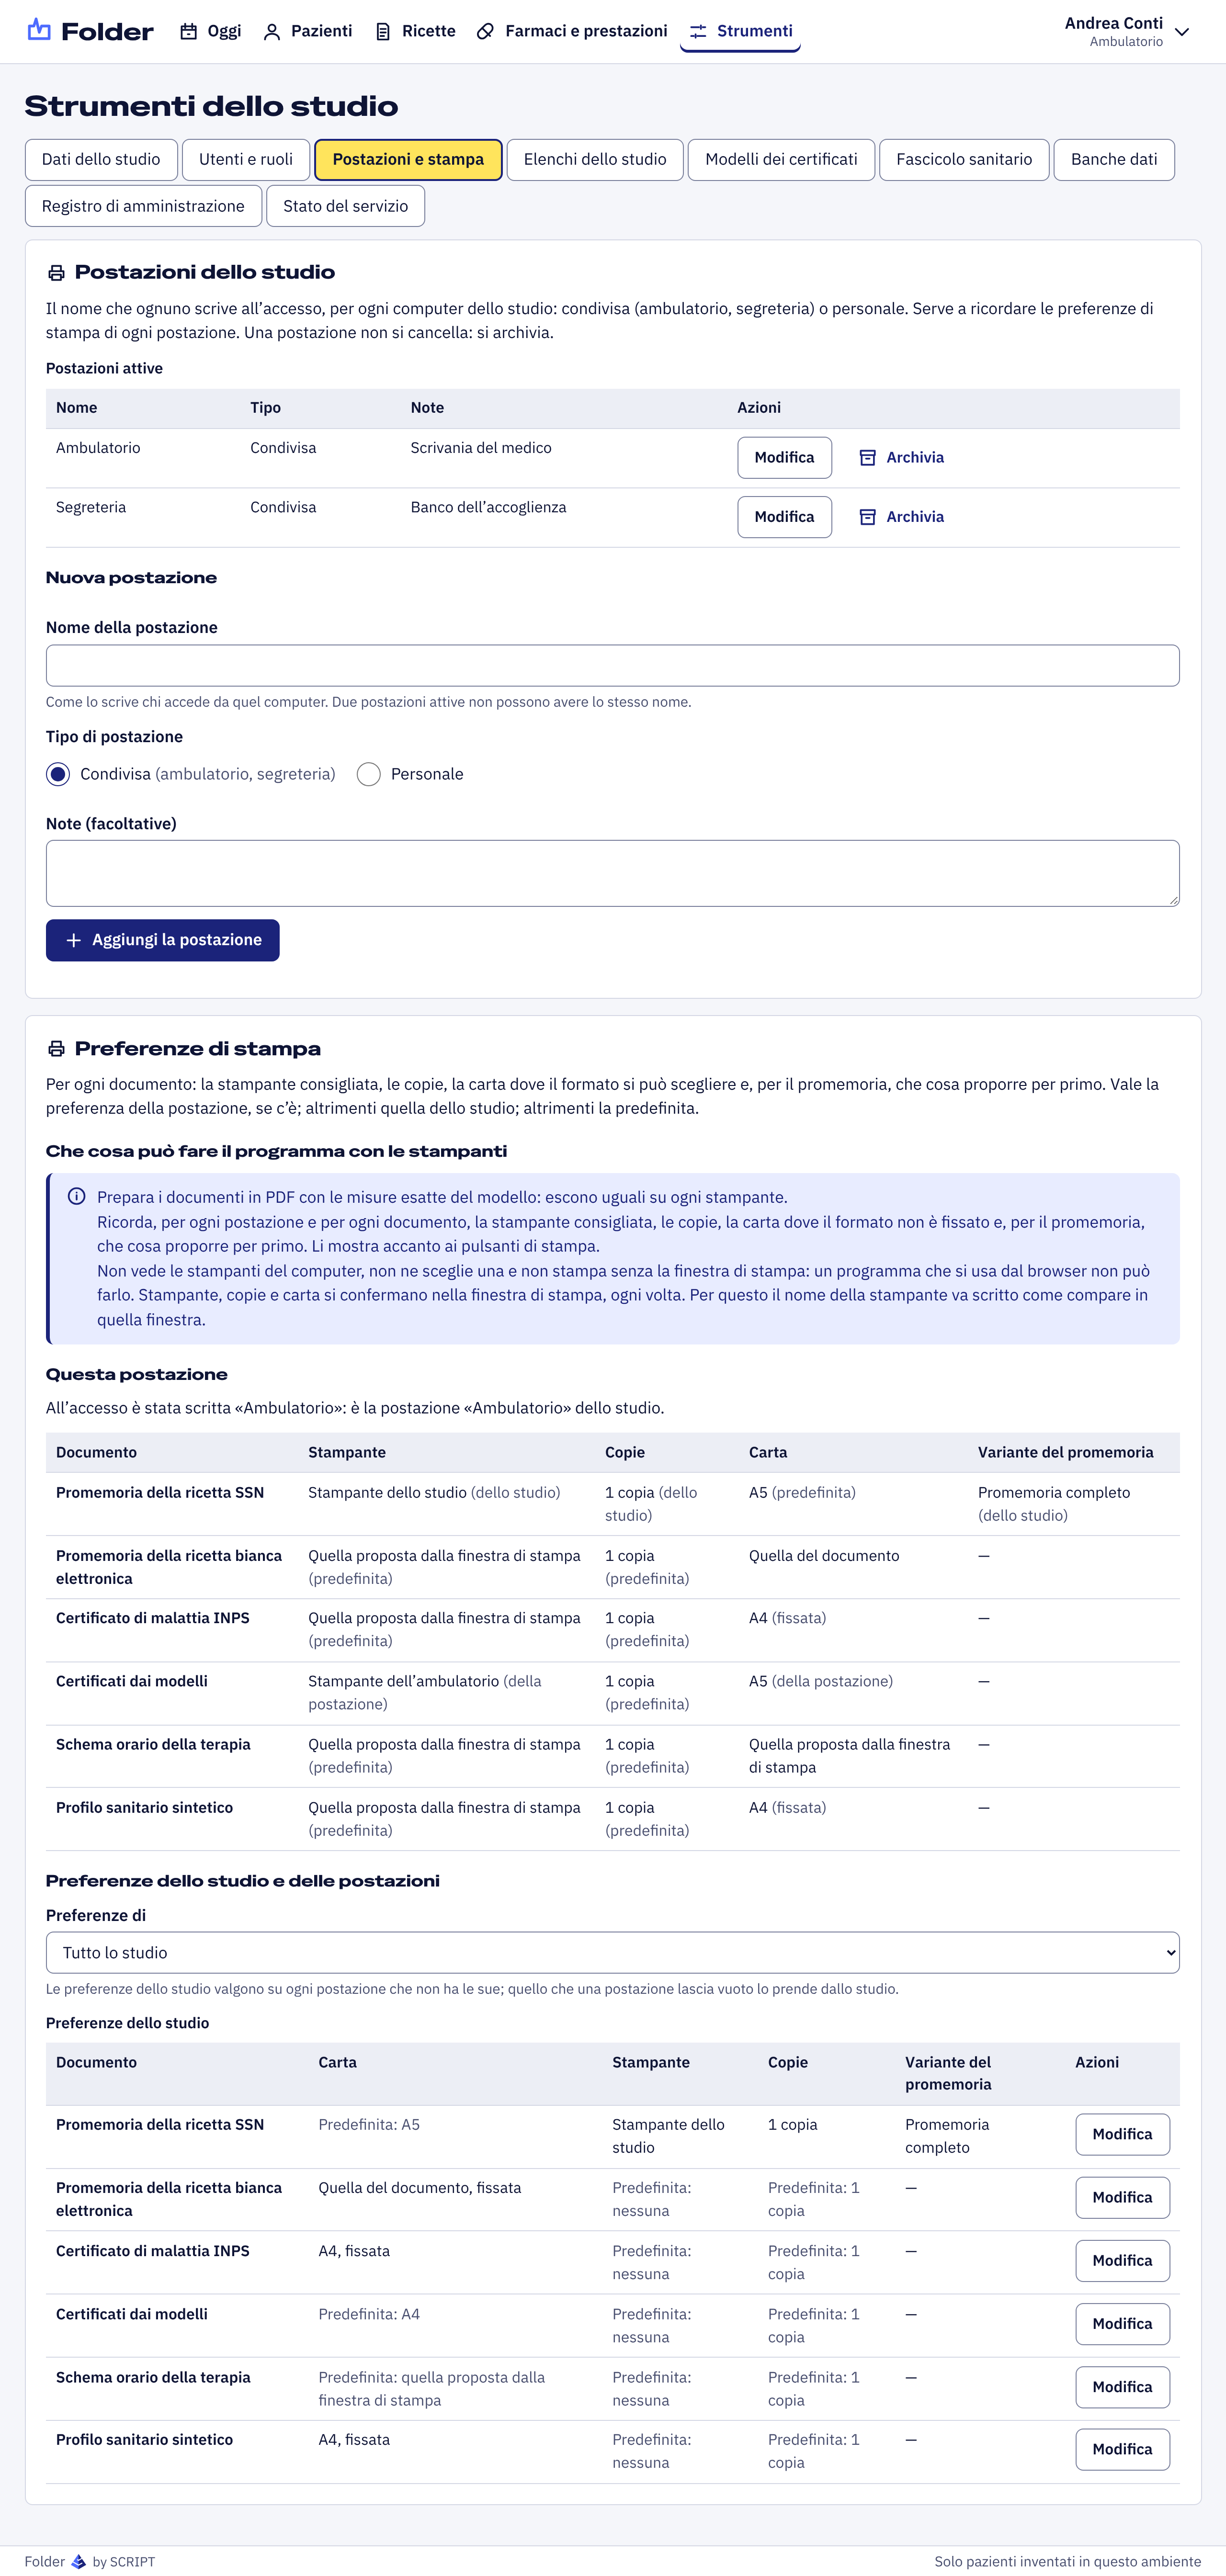 Folder
Oggi
Pazienti
Ricette
Farmaci e prestazioni
Strumenti
Andrea Conti
Ambulatorio
Strumenti dello studio
Dati dello studio
Utenti e ruoli
Postazioni e stampa
Elenchi dello studio
Modelli dei certificati
Fascicolo sanitario
Banche dati
Registro di amministrazione
Stato del servizio
Postazioni dello studio
Il nome che ognuno scrive all’accesso, per ogni computer dello studio: condivisa (ambulatorio, segreteria) o personale. Serve a ricordare le preferenze di
stampa di ogni postazione. Una postazione non si cancella: si archivia.
Postazioni attive
Nome Tipo Note Azioni
Ambulatorio Condivisa Scrivania del medico Modifica Archivia
Segreteria Condivisa Banco dell’accoglienza Modifica Archivia
Nuova postazione
Nome della postazione
Come lo scrive chi accede da quel computer. Due postazioni attive non possono avere lo stesso nome.
Tipo di postazione
Condivisa (ambulatorio, segreteria) Personale
Note (facoltative)
Aggiungi la postazione
Preferenze di stampa
Per ogni documento: la stampante consigliata, le copie, la carta dove il formato si può scegliere e, per il promemoria, che cosa proporre per primo. Vale la
preferenza della postazione, se c’è; altrimenti quella dello studio; altrimenti la predefinita.
Che cosa può fare il programma con le stampanti
Prepara i documenti in PDF con le misure esatte del modello: escono uguali su ogni stampante.
Ricorda, per ogni postazione e per ogni documento, la stampante consigliata, le copie, la carta dove il formato non è fissato e, per il promemoria,
che cosa proporre per primo. Li mostra accanto ai pulsanti di stampa.
Non vede le stampanti del computer, non ne sceglie una e non stampa senza la finestra di stampa: un programma che si usa dal browser non può
farlo. Stampante, copie e carta si confermano nella finestra di stampa, ogni volta. Per questo il nome della stampante va scritto come compare in
quella finestra.
Questa postazione
All’accesso è stata scritta «Ambulatorio»: è la postazione «Ambulatorio» dello studio.
Documento Stampante Copie Carta Variante del promemoria
Promemoria della ricetta SSN Stampante dello studio (dello studio) 1 copia (dello A5 (predefinita) Promemoria completo
studio) (dello studio)
Promemoria della ricetta bianca Quella proposta dalla finestra di stampa 1 copia Quella del documento —
elettronica (predefinita) (predefinita)
Certificato di malattia INPS Quella proposta dalla finestra di stampa 1 copia A4 (fissata) —
(predefinita) (predefinita)
Certificati dai modelli Stampante dell’ambulatorio (della 1 copia A5 (della postazione) —
postazione) (predefinita)
Schema orario della terapia Quella proposta dalla finestra di stampa 1 copia Quella proposta dalla finestra —
(predefinita) (predefinita) di stampa
Profilo sanitario sintetico Quella proposta dalla finestra di stampa 1 copia A4 (fissata) —
(predefinita) (predefinita)
Preferenze dello studio e delle postazioni
Preferenze di
Tutto lo studio
Le preferenze dello studio valgono su ogni postazione che non ha le sue; quello che una postazione lascia vuoto lo prende dallo studio.
Preferenze dello studio
Documento Carta Stampante Copie Variante del Azioni
promemoria
Promemoria della ricetta SSN Predefinita: A5 Stampante dello 1 copia Promemoria Modifica
studio completo
Promemoria della ricetta bianca Quella del documento, fissata Predefinita: Predefinita: 1 — Modifica
elettronica nessuna copia
Certificato di malattia INPS A4, fissata Predefinita: Predefinita: 1 — Modifica
nessuna copia
Certificati dai modelli Predefinita: A4 Predefinita: Predefinita: 1 — Modifica
nessuna copia
Schema orario della terapia Predefinita: quella proposta dalla Predefinita: Predefinita: 1 — Modifica
finestra di stampa nessuna copia
Profilo sanitario sintetico A4, fissata Predefinita: Predefinita: 1 — Modifica
nessuna copia
Folder by SCRIPT
Solo pazienti inventati in questo ambiente